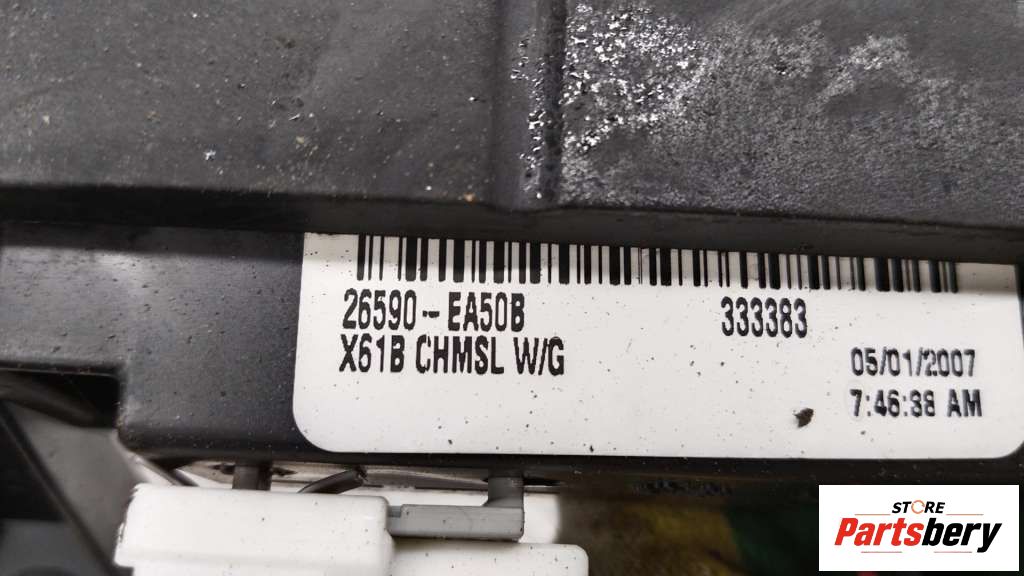 26590-EA50B 333383
X61B CHMSL W/G
05/01/2007
7:46:38 AM
STORE
Partsbery